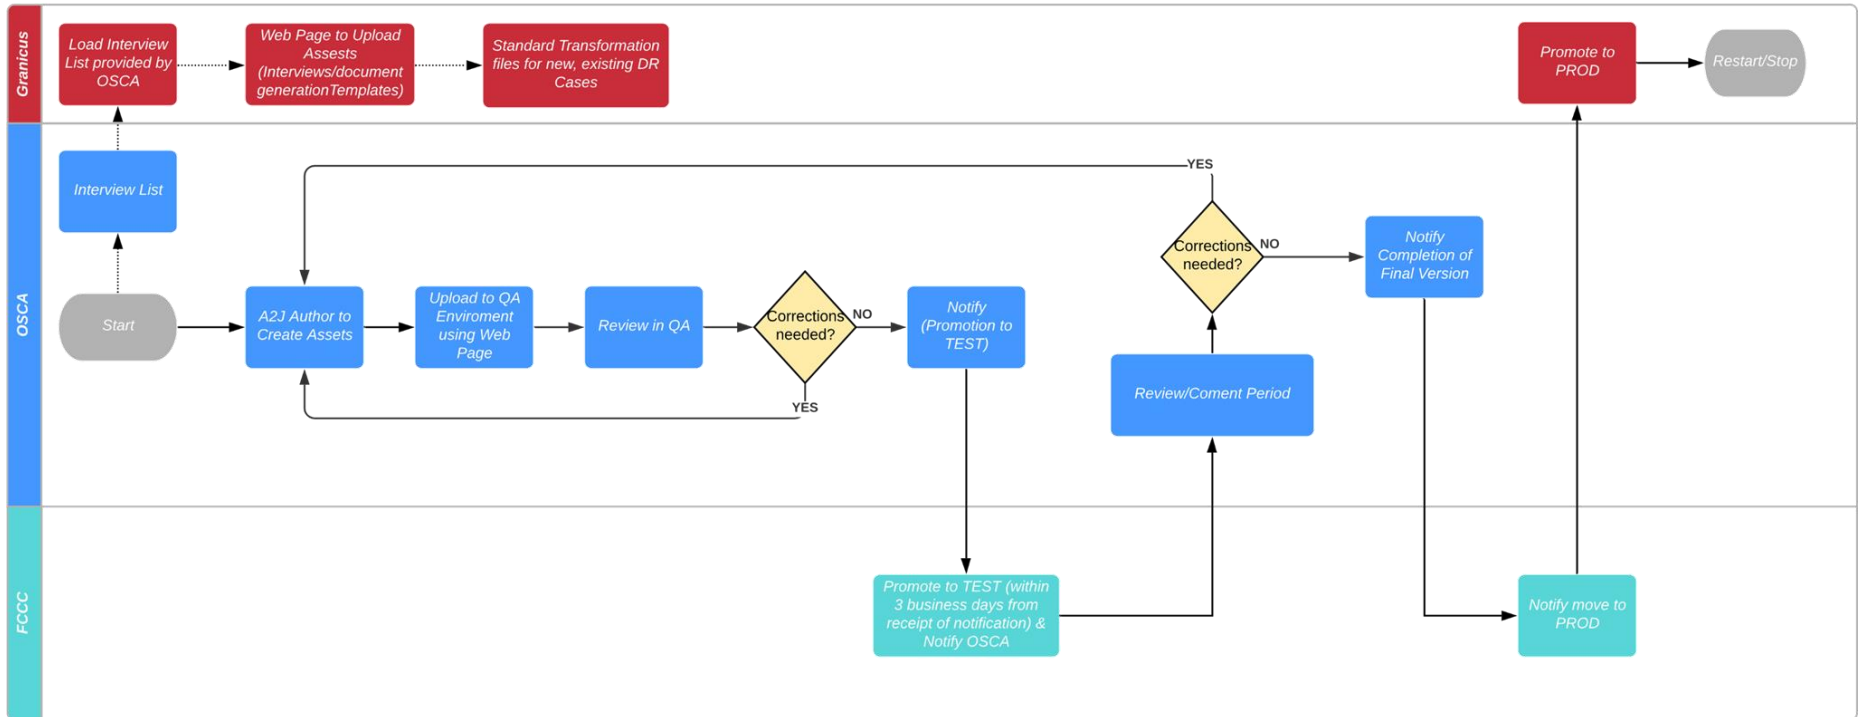 Granicus
Load Interview
List provided by
OSCA
Web Page to Upload
Assests
(Interviews/document
generationTemplates)
Standard Transformation
files for new, existing DR
Cases
Promote to
PROD
Restart/Stop
OSCA
Interview List
Start
A2J Author to
Create Assets
Upload to QA
Enviroment
using Web
Page
Review in QA
Corrections
needed?
NO
YES
Notify
(Promotion to
TEST)
Review/Coment Period
Corrections
needed?
YES
NO
Notify
Completion of
Final Version
FCCC
Promote to TEST (within
3 business days from
receipt of notification) &
Notify OSCA
Notify move to
PROD